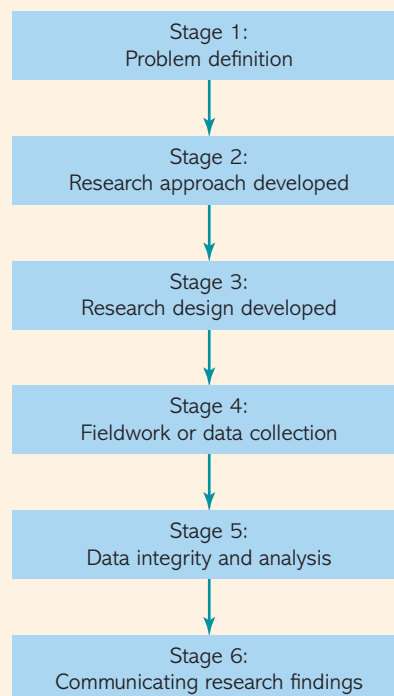 Stage 1:
Problem definition
Stage 2:
Research approach developed
Stage 3:
Research design developed
Stage 4:
Fieldwork or data collection
Stage 5:
Data integrity and analysis
Stage 6:
Communicating research findings